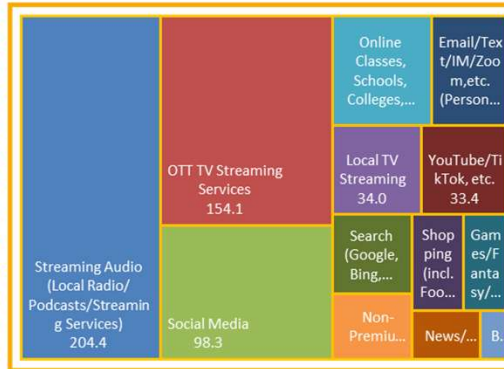 Streaming Audio
(Local Radio/
Podcasts/Streamin
g Services)
204.4
OTT TV Streaming
Services
154.1
Social Media
98.3
Online
Classes,
Schools,
Colleges,...
Email/Tex
t/IM/Zoo
m,etc.
(Person...
Local TV
Streaming
34.0
YouTube/Ti
kTok, etc.
33.4
Search
(Google,
Bing,...
Shop
ping
(incl.
Foo...
Gam
es/F
anta
sy/...
Non-
Premiu...
News/...
B...